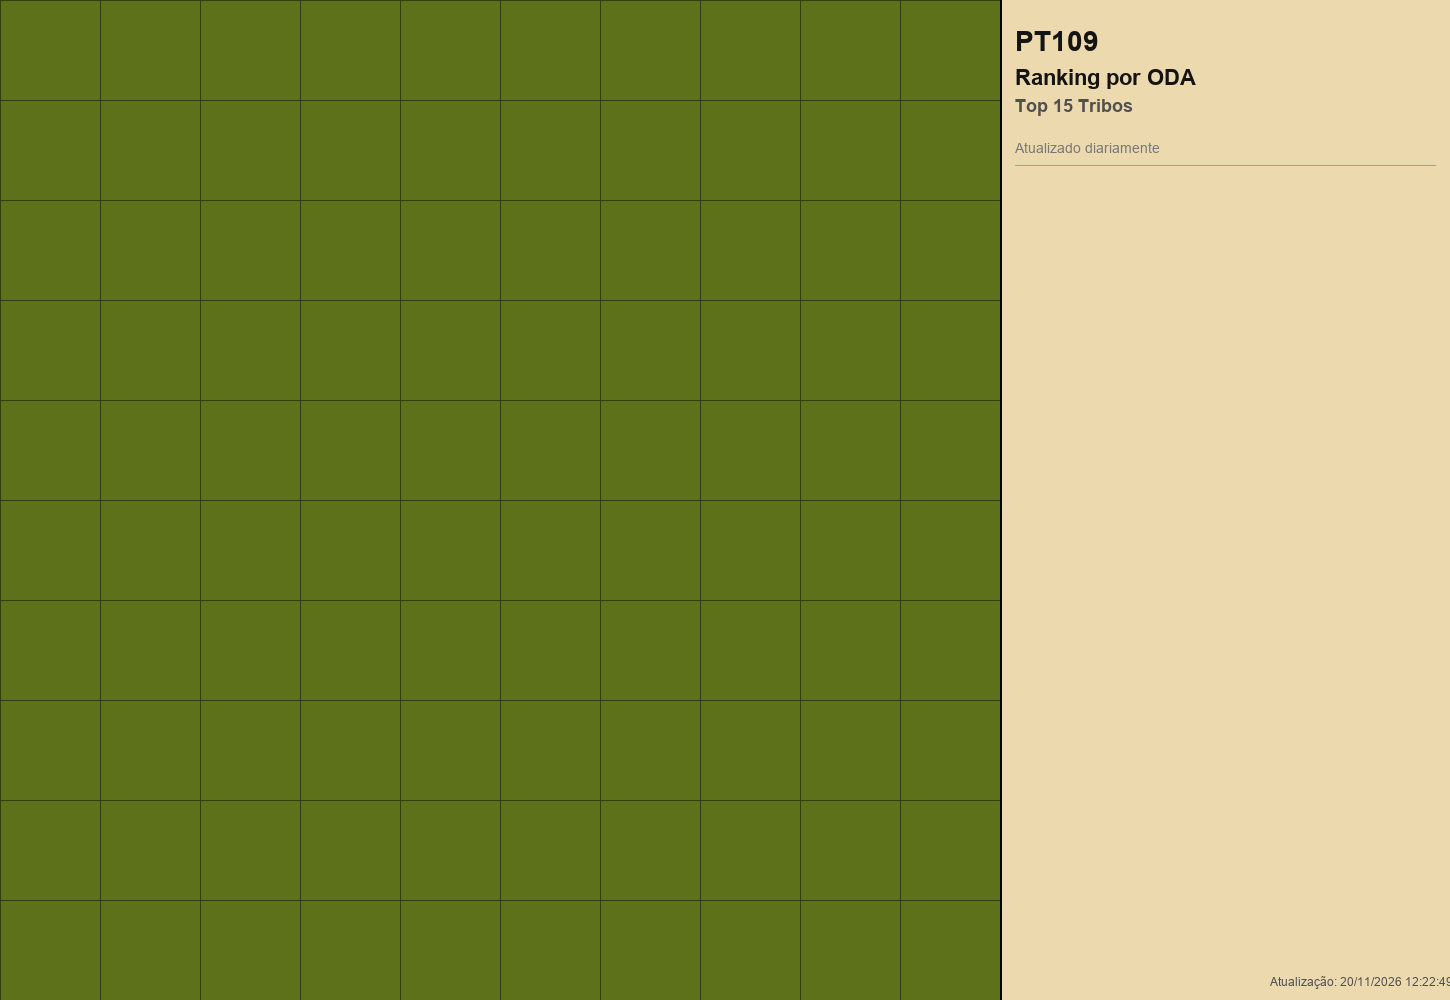 PT109
Ranking por ODA
Top 15 Tribos
Atualizado diariamente
Atualização: 20/11/2026 12:22:49